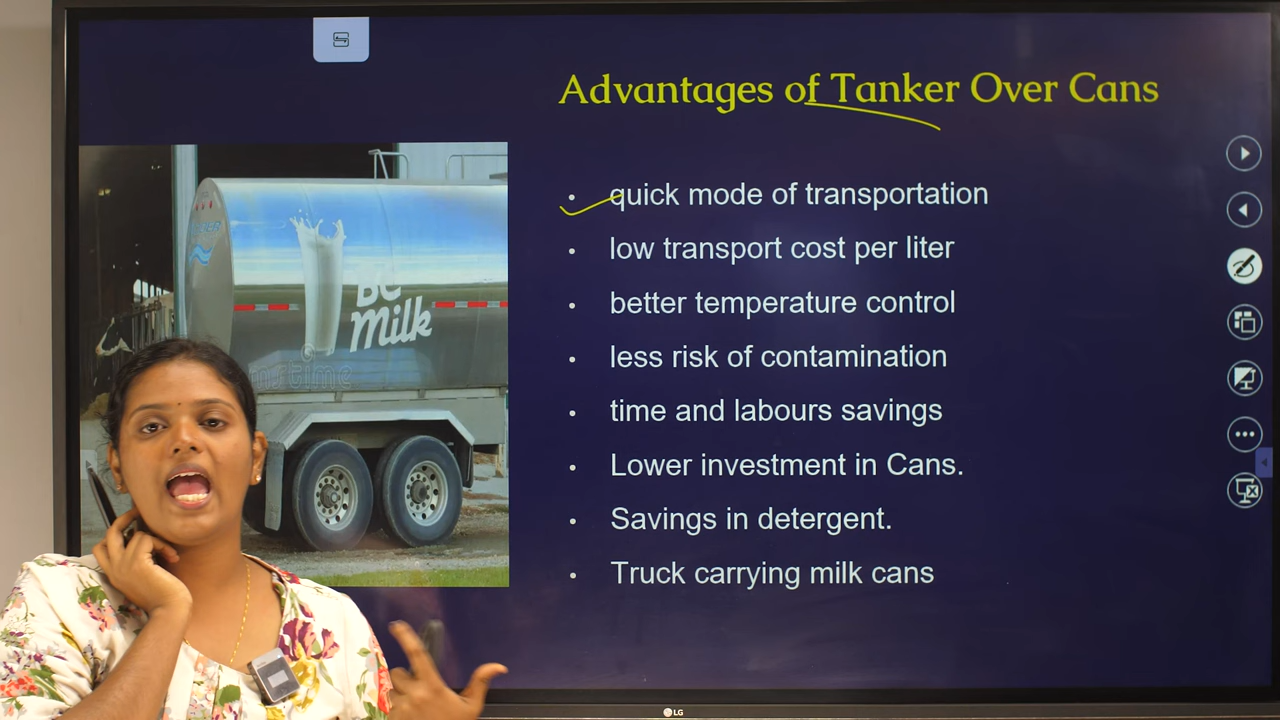 Advantages of Tanker Over Cans
• quick mode of transportation
• low transport cost per liter
• better temperature control
• less risk of contamination
• time and labours savings
• Lower investment in Cans.
• Savings in detergent.
• Truck carrying milk cans
Milk
LG